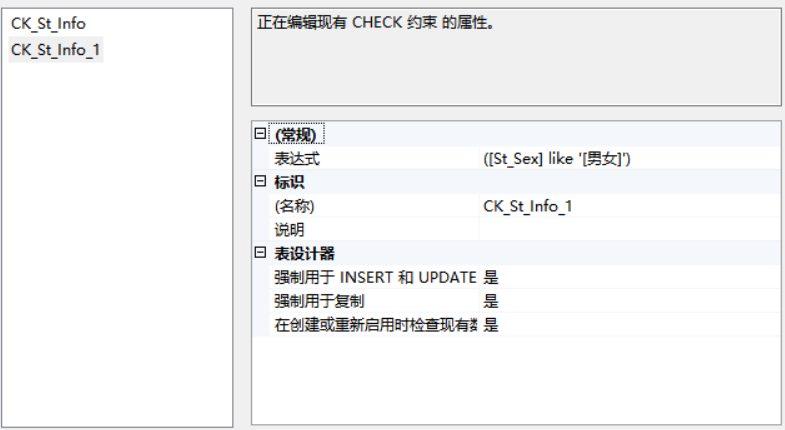 CK_St_Info
CK_St_Info_1
正在编辑现有 CHECK 约束 的属性。
(常规)
表达式 ([St_Sex] like '[男女]')
标识
(名称) CK_St_Info_1
说明
表设计器
强制用于 INSERT 和 UPDATE 是
强制用于复制 是
在创建或重新启用时检查现有 是